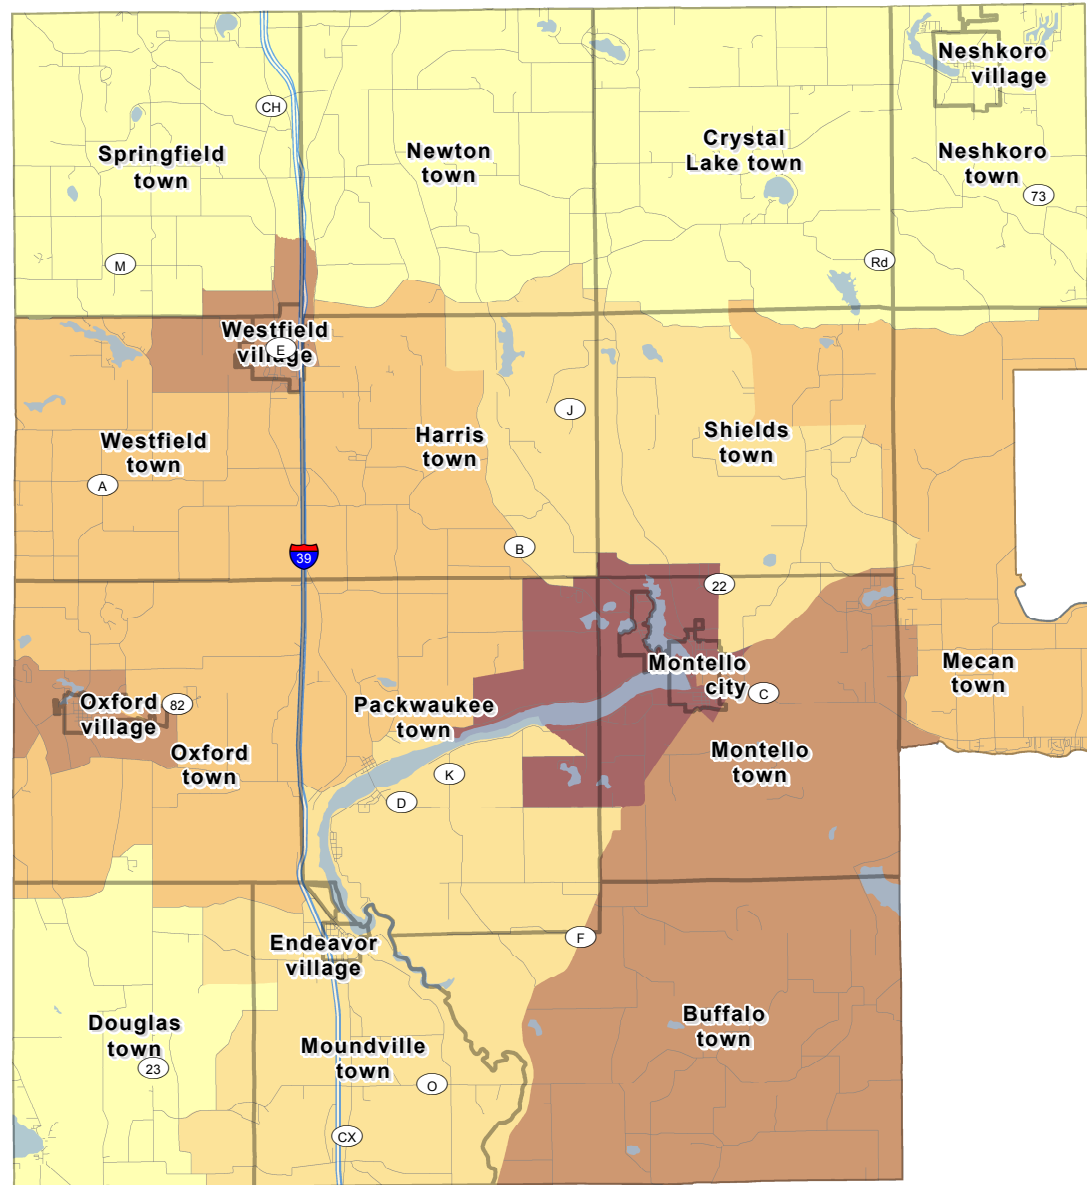 Neshkoro
village
CH
Springfield
town
Newton
town
Crystal
Lake town
Neshkoro
town
73
M
Rd
Westfield
village
E
J
Westfield
town
Harris
town
Shields
town
A
B
39
22
Montello
city
C
Mecan
town
Oxford
village
82
Packwaukee
town
Oxford
town
Montello
town
K
D
Endeavor
village
F
Douglas
town
23
Moundville
town
Buffalo
town
O
CX